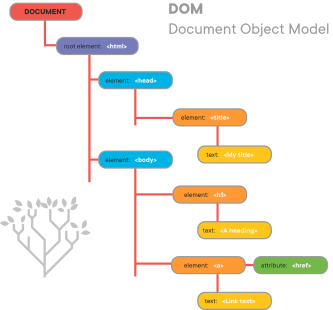 DOM
Document Object Model
DOCUMENT
root element: <html>
element: <head>
element: <title>
text: <My title>
element: <body>
element: <h1>
text: <A heading>
element: <a>
attribute: <href>
text: <Link text>